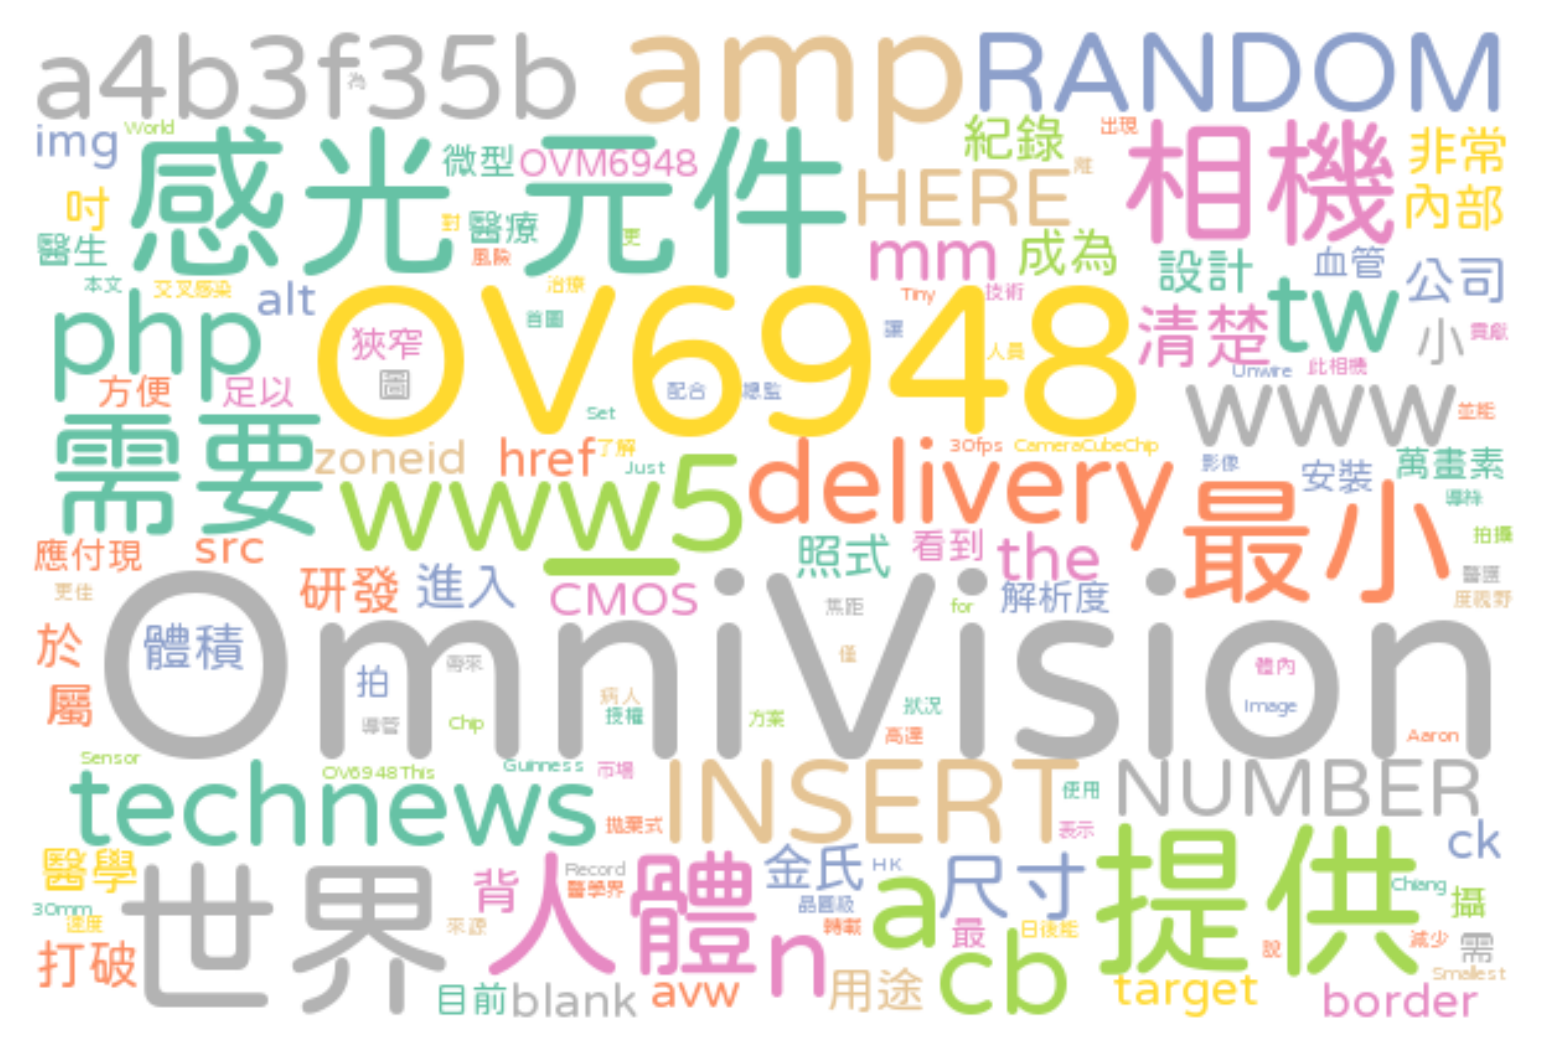 a4b3f35b 為 amp RANDOM
img World 感光元件 微型 OVM6948 紀錄 出現 相機 非常
吋 對 醫療 更 HERE 離 內部
醫生 風險 mm 成為 設計 血管 公司
本文 交叉感染 alt 治療 Tiny 技術 tw
php OV6948 首圖 讓 清楚 小 貢獻
狹窄 人員 此相機
方便 足以 圖 配合 總監 Unwire www
需要 Set 並能
zoneid href 了解 Just 30fps CameraCubeChip 影像 安裝 萬畫素
www_5 delivery 最小 導絲
應付現 src 照式 看到 the 拍攝
更佳 研發 進入 CMOS 焦距 for 解析度 醫護 度視野
於 體積 OmniVision
屬 拍 帶來 僅 體內
導管 Chip 病人 授權 方案 狀況 Image
高達 Aaron
Sensor OV6948This Guinness 市場
technews 拋棄式 INSERT 使用 NUMBER
表示 ck
醫學 世界 背 人體 Record 金氏 HK a 尺寸 提供 Chiang
30mm 醫學界 晶圓級 攝
速度 來源 轉載 最 日後能 減少
打破 n cb 說 需 Smallest
目前 blank avw 用途 target border